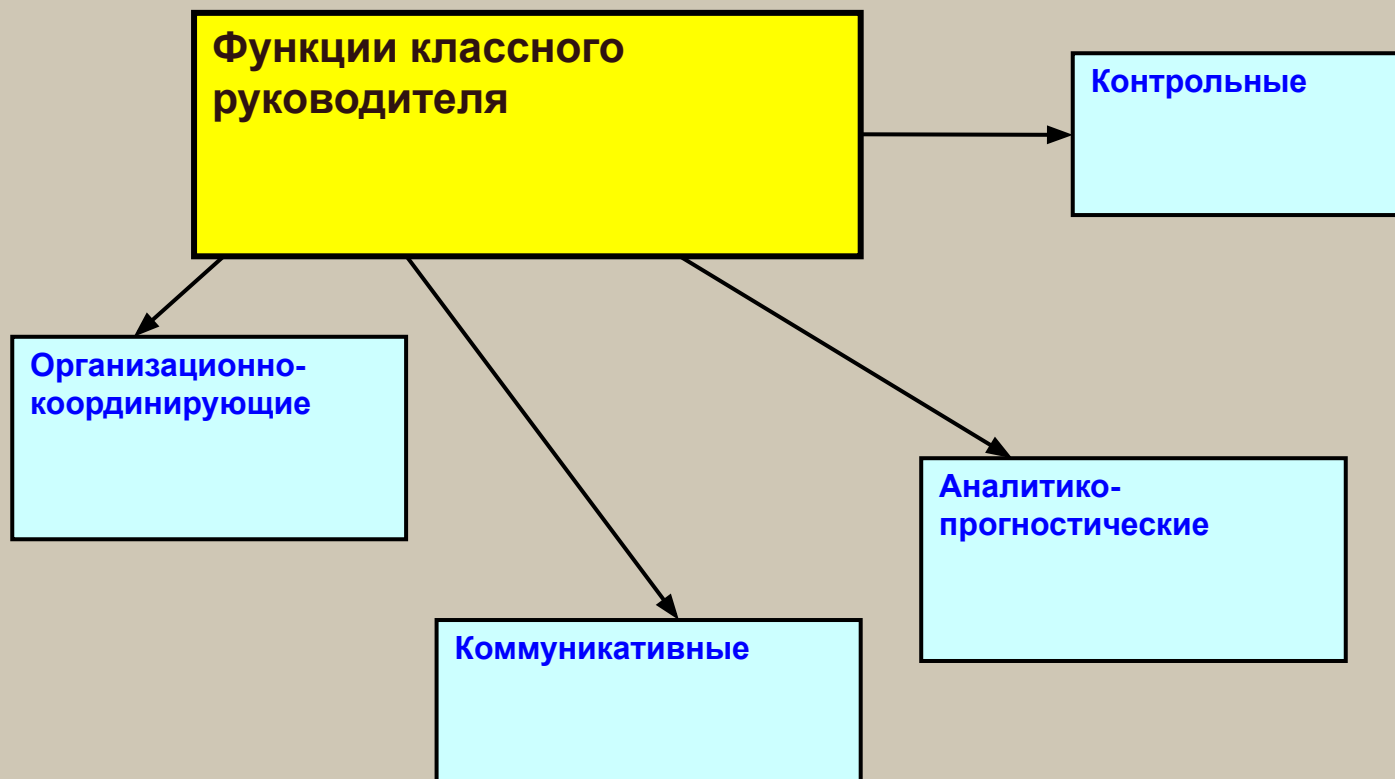 Функции классного
руководителя
Контрольные
Организационно-
координирующие
Аналитико-
прогностические
Коммуникативные